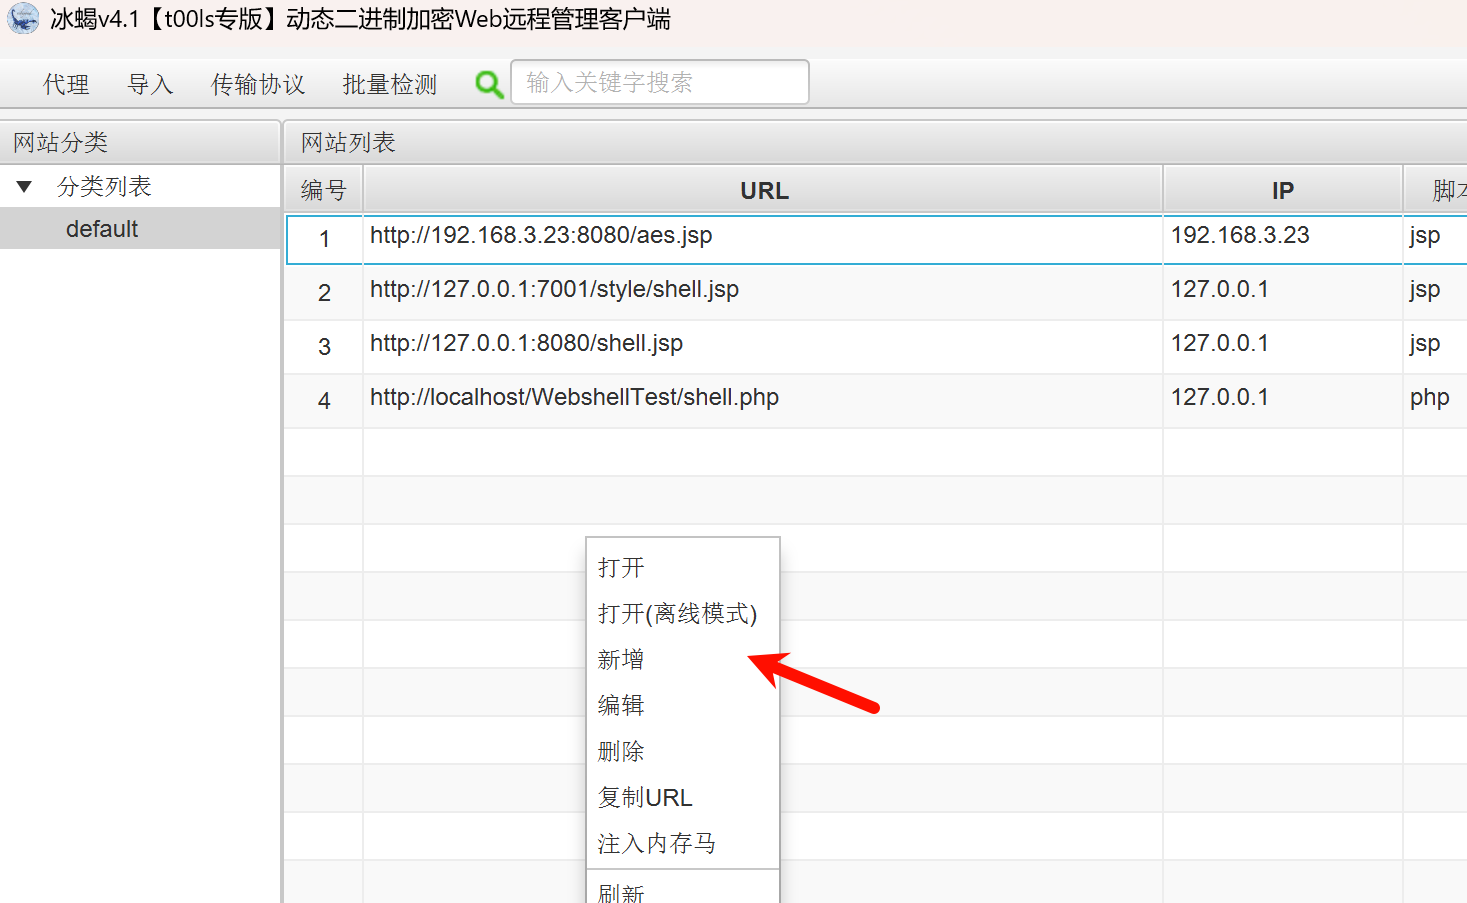 冰蝎v4.1【t00ls专版】动态二进制加密Web远程管理客户端
代理 导入 传输协议 批量检测 输入关键字搜索
网站分类 网站列表
分类列表
default
编号 URL IP 脚本
1 http://192.168.3.23:8080/aes.jsp 192.168.3.23 jsp
2 http://127.0.0.1:7001/style/shell.jsp 127.0.0.1 jsp
3 http://127.0.0.1:8080/shell.jsp 127.0.0.1 jsp
4 http://localhost/WebshellTest/shell.php 127.0.0.1 php
打开
打开(离线模式)
新增
编辑
删除
复制URL
注入内存马
刷新